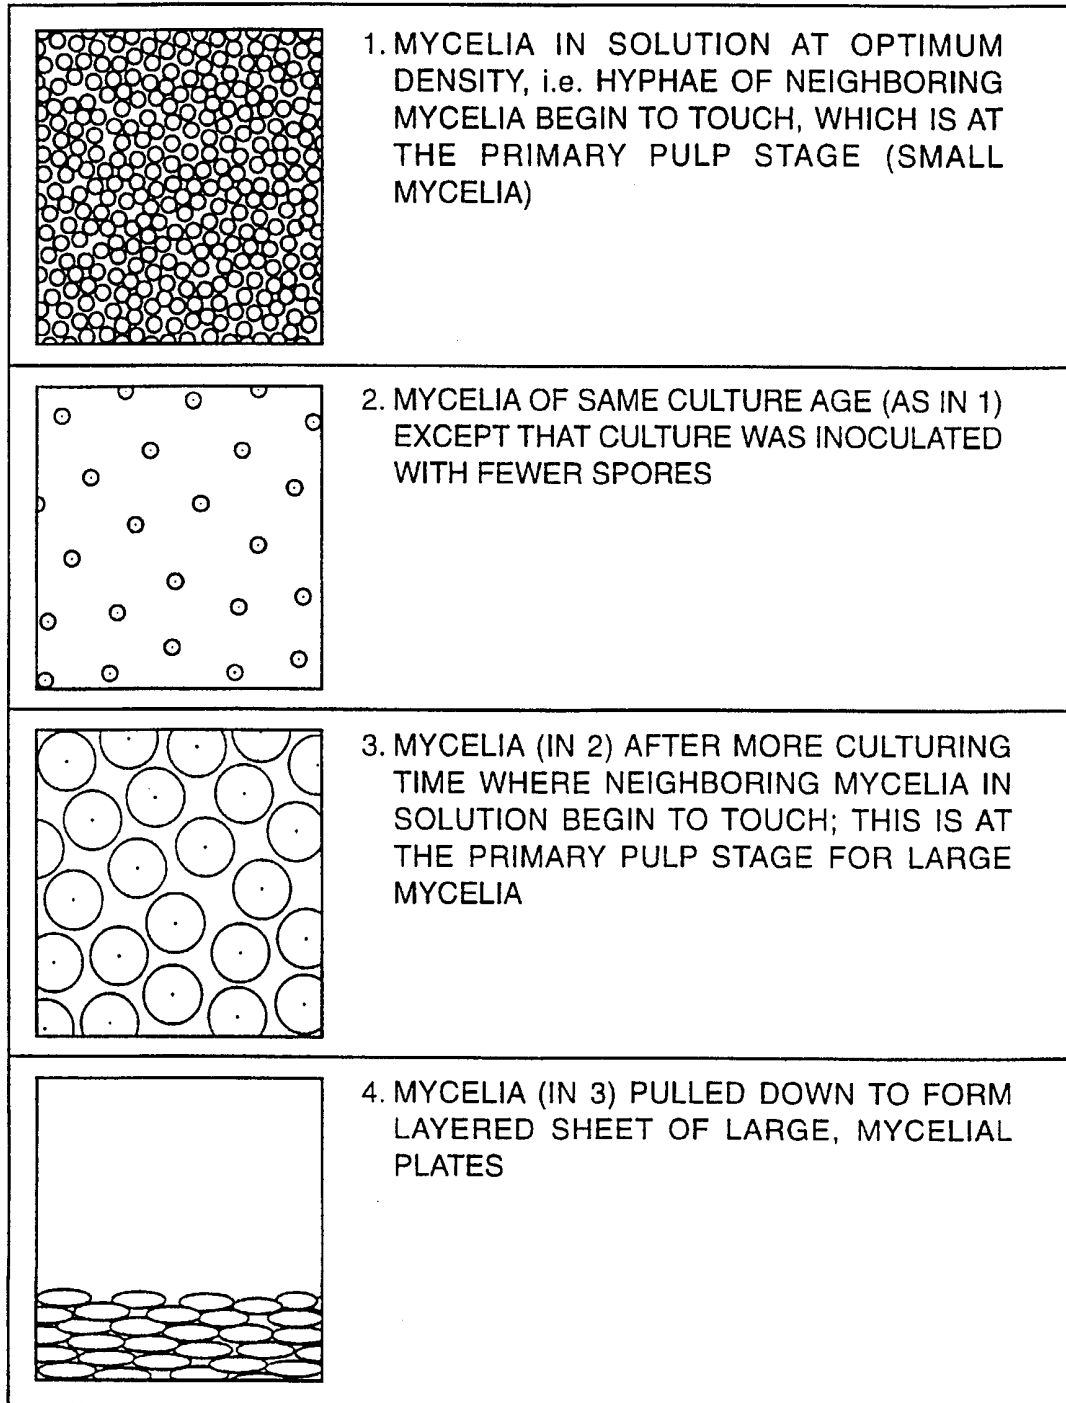 1. MYCELIA IN SOLUTION AT OPTIMUM
DENSITY, i.e. HYPHAE OF NEIGHBORING
MYCELIA BEGIN TO TOUCH, WHICH IS AT
THE PRIMARY PULP STAGE (SMALL
MYCELIA)
2. MYCELIA OF SAME CULTURE AGE (AS IN 1)
EXCEPT THAT CULTURE WAS INOCULATED
WITH FEWER SPORES
3. MYCELIA (IN 2) AFTER MORE CULTURING
TIME WHERE NEIGHBORING MYCELIA IN
SOLUTION BEGIN TO TOUCH; THIS IS AT
THE PRIMARY PULP STAGE FOR LARGE
MYCELIA
4. MYCELIA (IN 3) PULLED DOWN TO FORM
LAYERED SHEET OF LARGE, MYCELIAL
PLATES